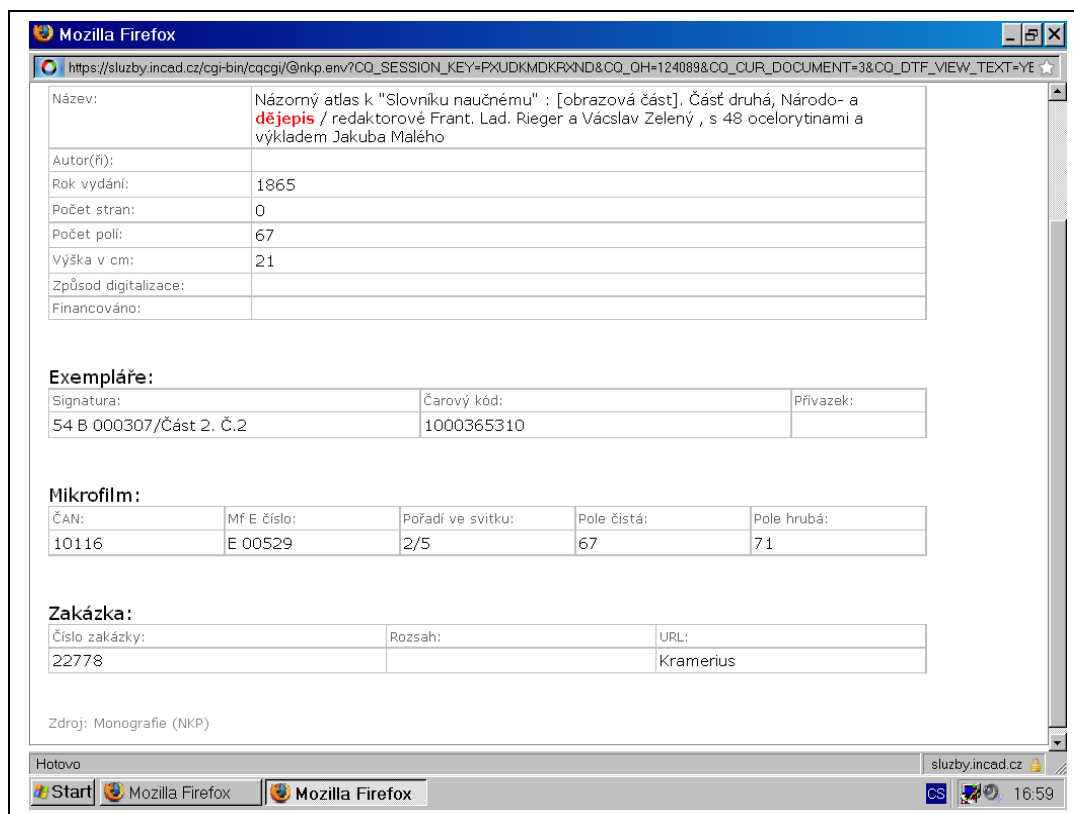 Mozilla Firefox
https://sluzby.incad.cz/cgi-bin/cqcgi/@nkp.env?CQ_SESSION_KEY=PXUDKMDKRXND&CQ_QH=124089&CQ_CUR_DOCUMENT=3&CQ_DTF_VIEW_TEXT=YE
Název: Názorný atlas k "Slovníku naučnému" : [obrazová část]. Částʼ druhá, Národo- a
dějepis / redaktorové Frant. Lad. Rieger a Vácslav Zelený , s 48 ocelorytinami a
výkladem Jakuba Malého
Autor(ři):
Rok vydání: 1865
Počet stran: 0
Počet polí: 67
Výška v cm: 21
Způsod digitalizace:
Financováno:
Exempláře:
Signatura: Čarový kód: Přívazek:
54 B 000307/Část 2. Č.2 1000365310
Mikrofilm:
ČAN: Mf E číslo: Pořadí ve svitku: Pole čistá: Pole hrubá:
10116 E 00529 2/5 67 71
Zakázka:
Číslo zakázky: Rozsah: URL:
22778 Kramerius
Zdroj: Monografie (NKP)
Hotovo sluzby.incad.cz
Start Mozilla Firefox Mozilla Firefox CS 16:59